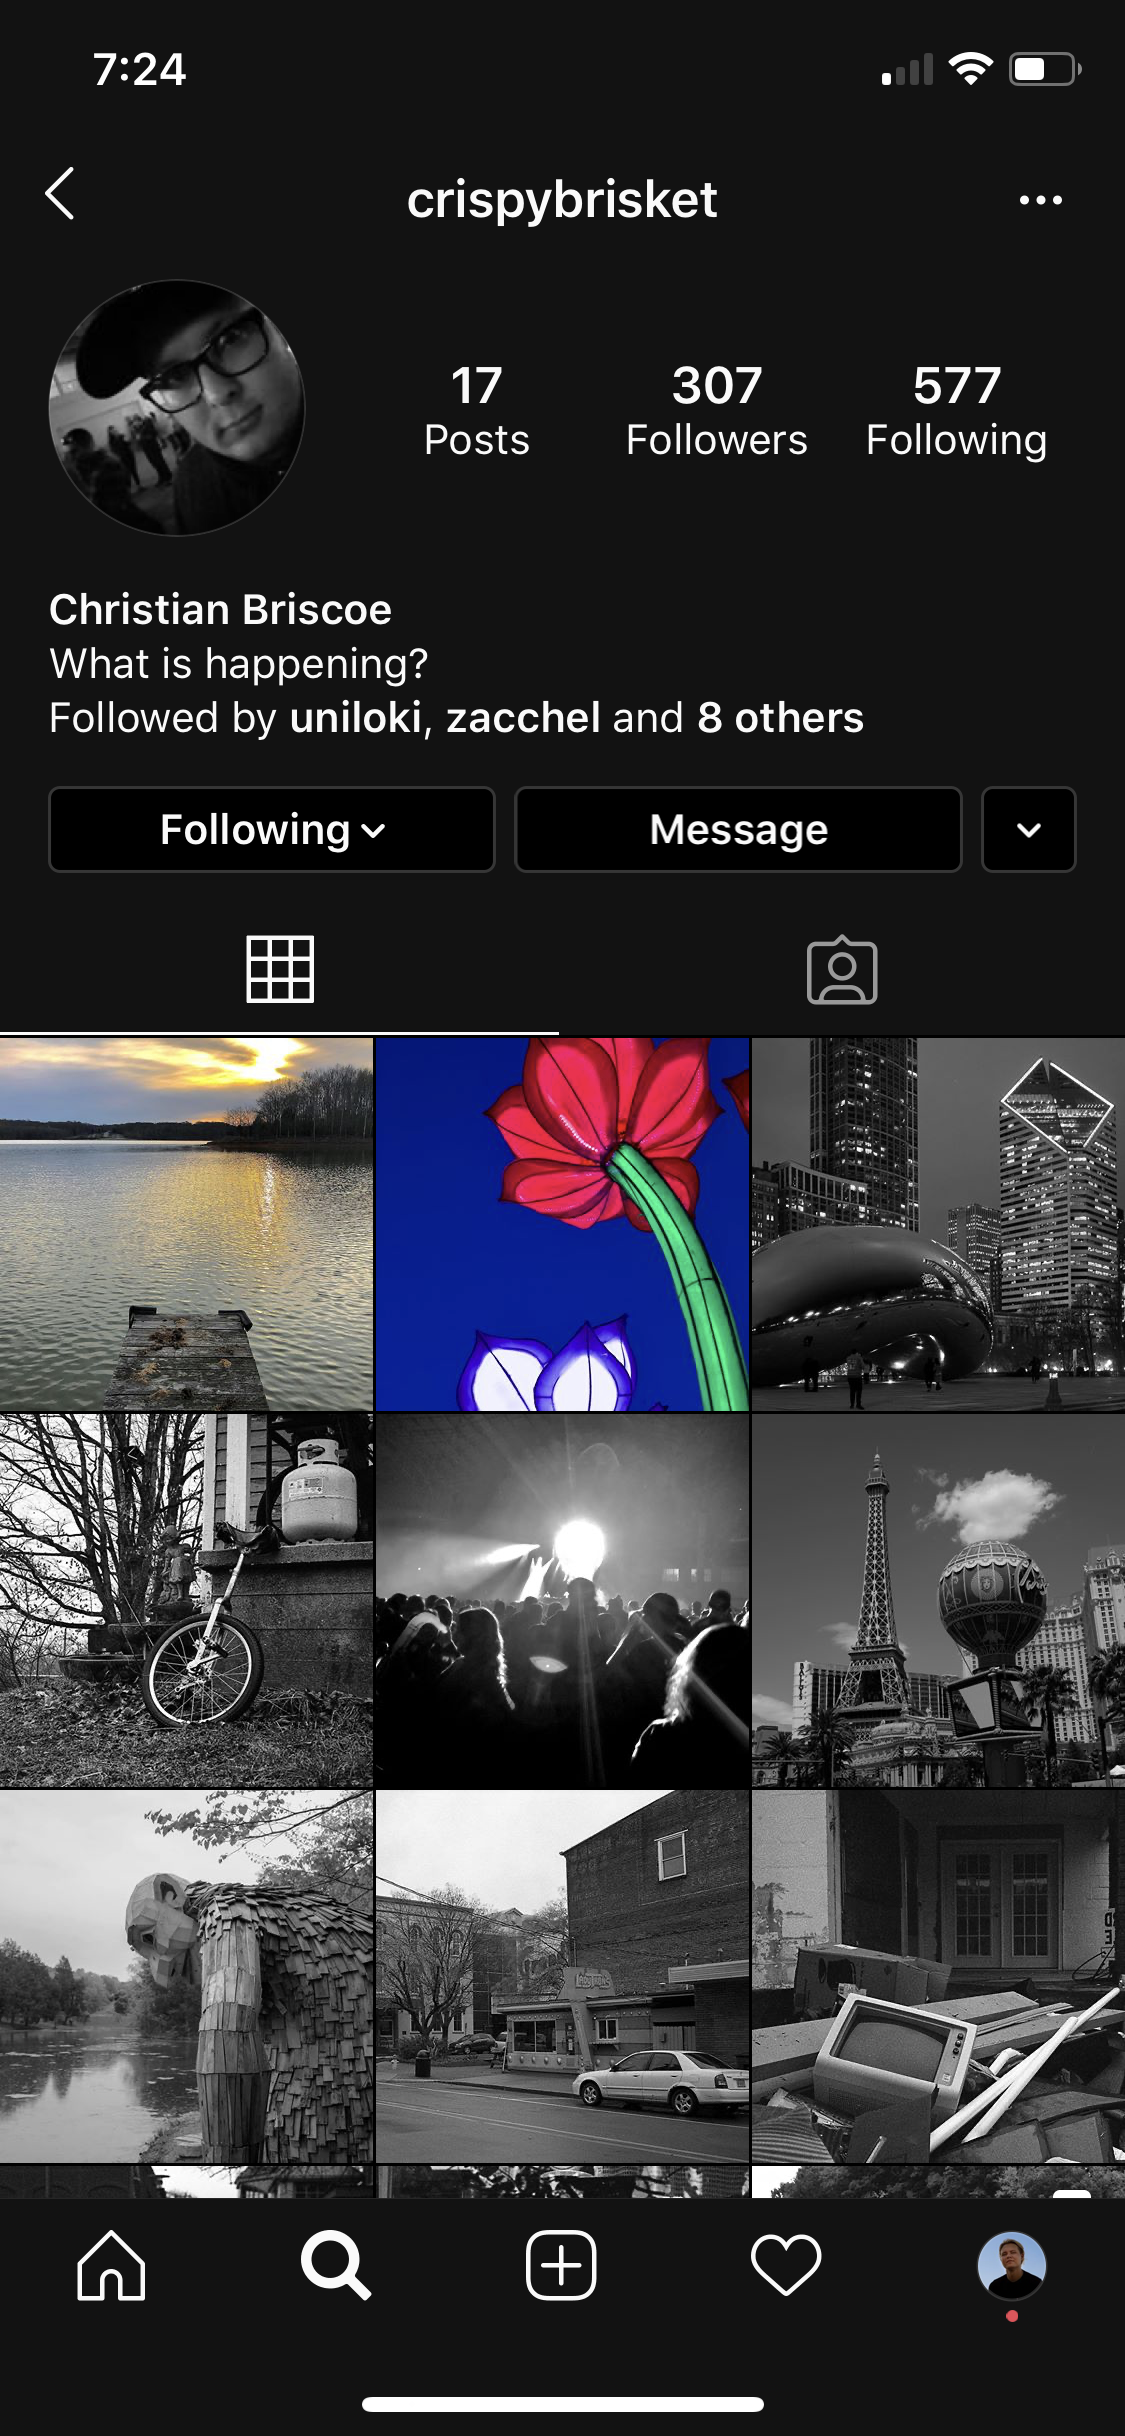 7:24
crispybrisket
17 307 577
Posts Followers Following
Christian Briscoe
What is happening?
Followed by uniloki, zacchel and 8 others
Following Message